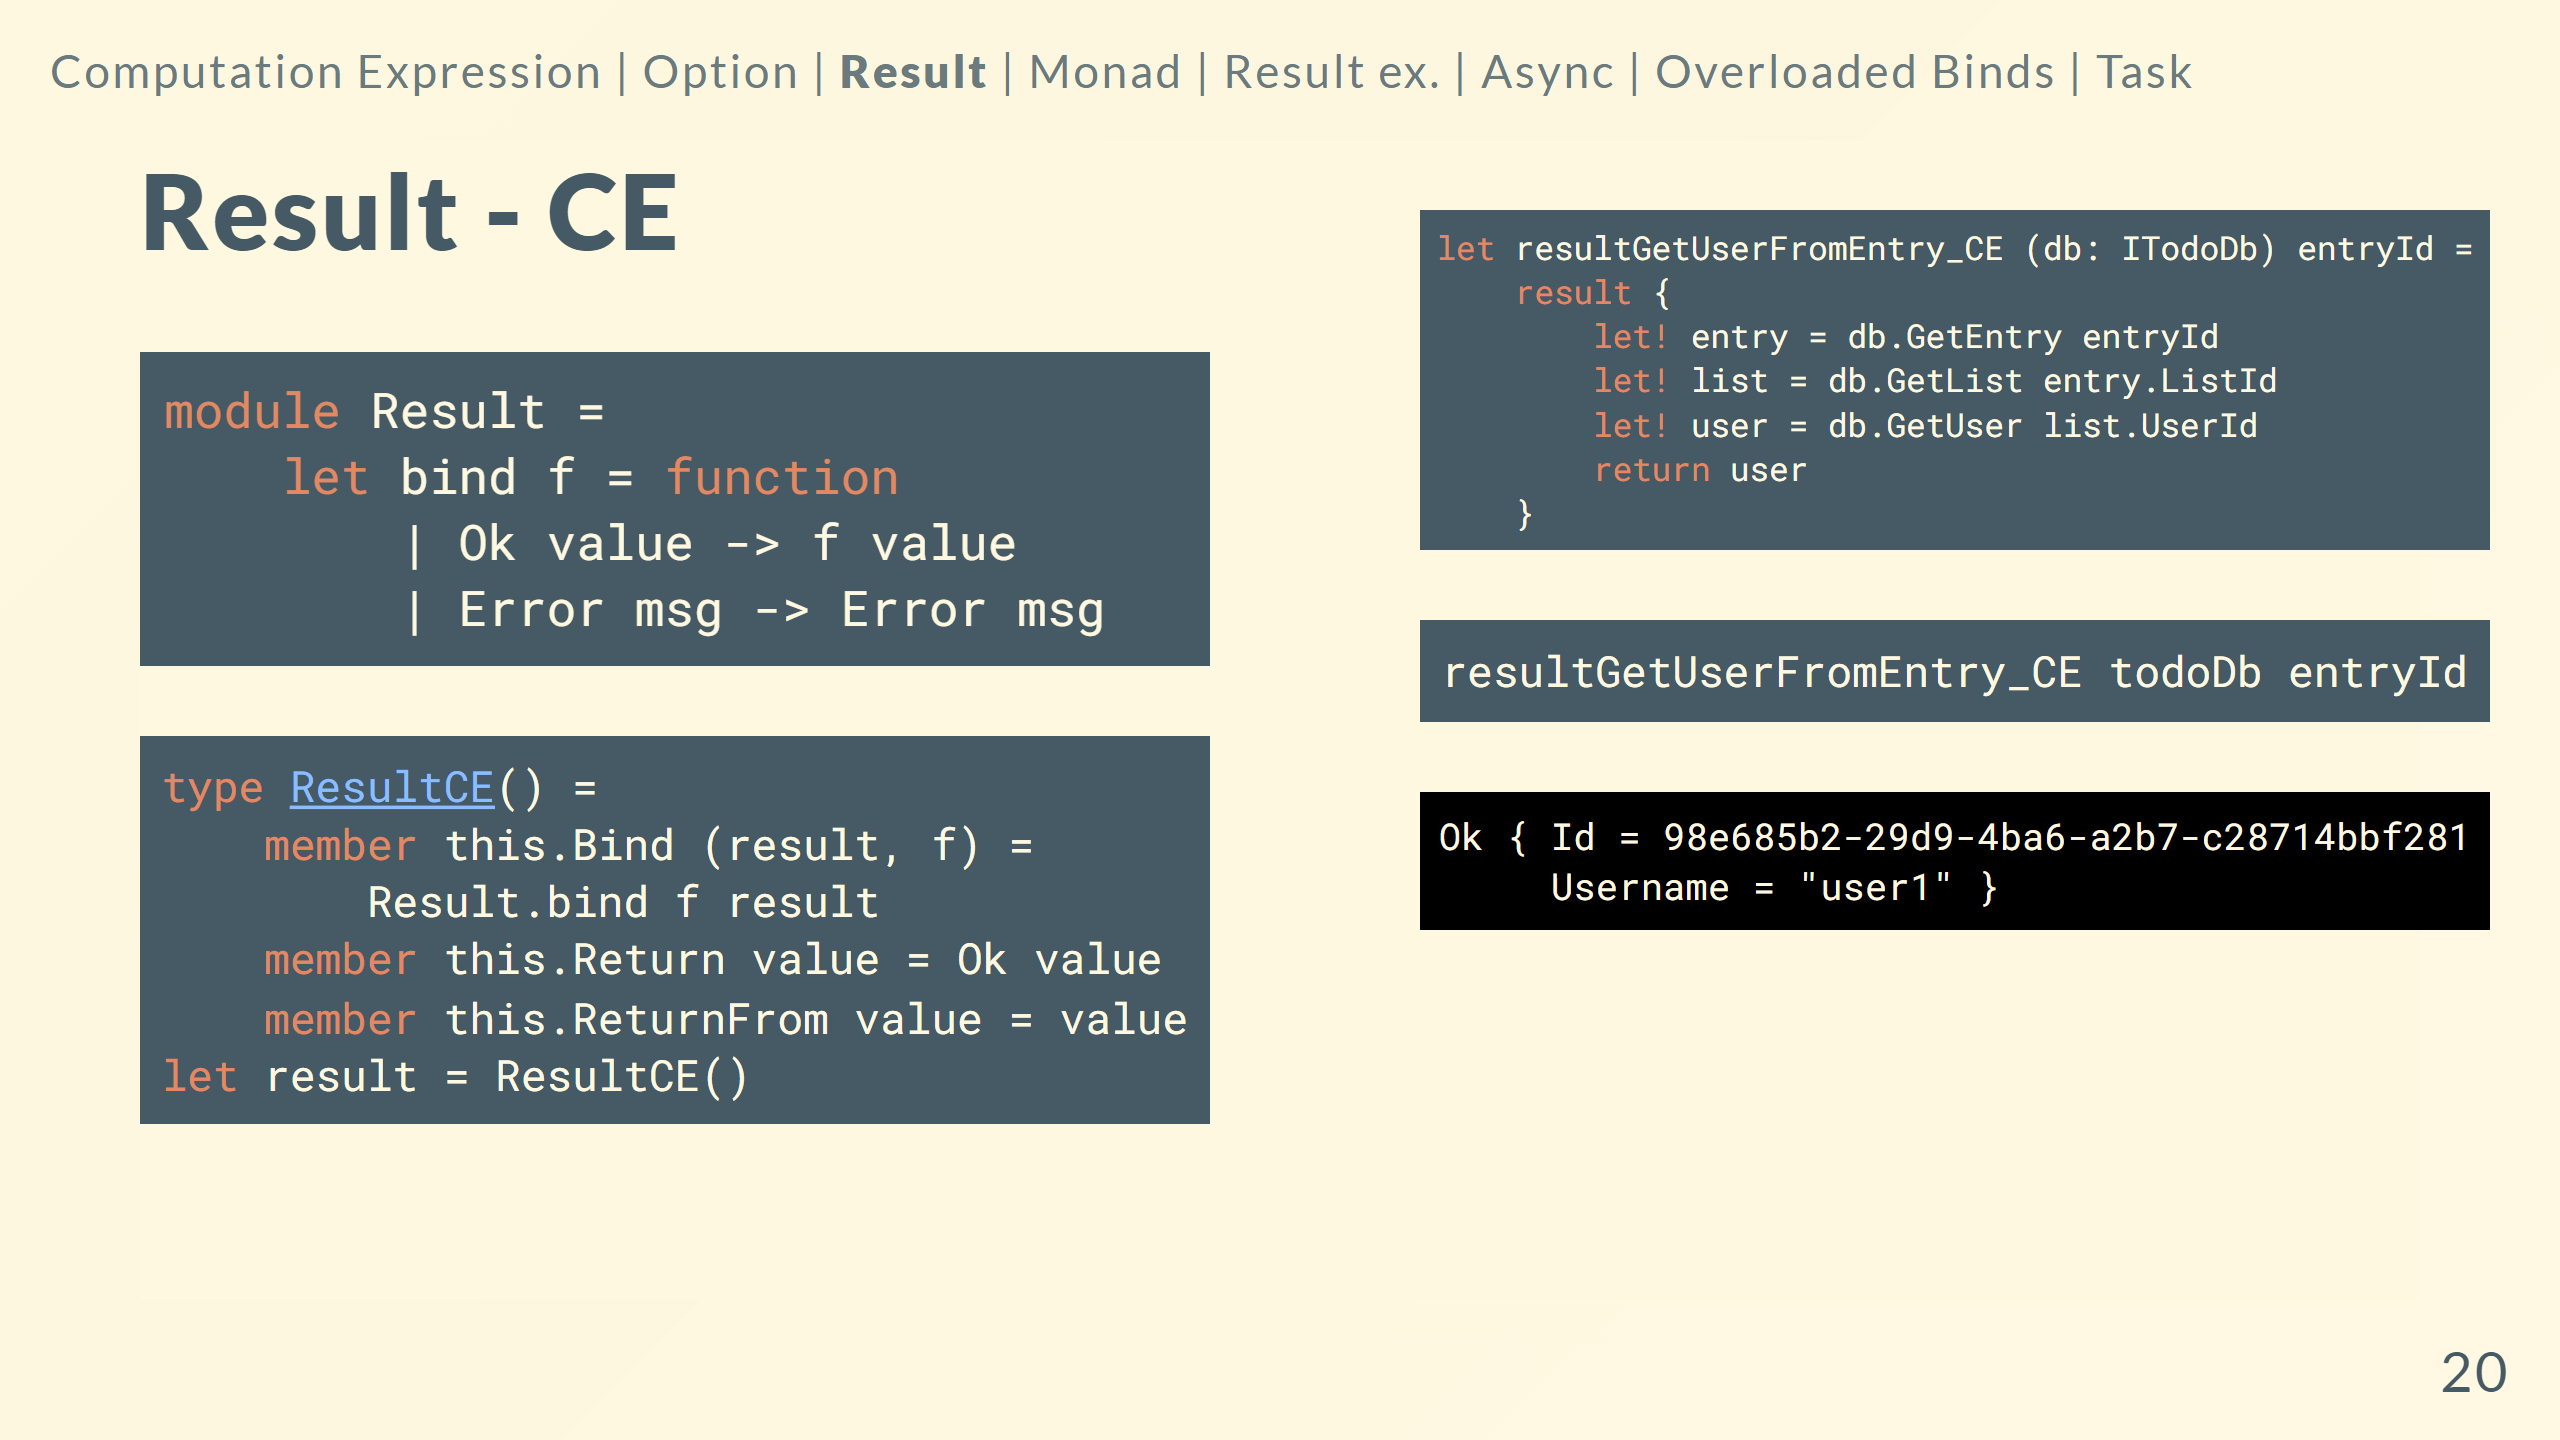 Computation Expression | Option | Result | Monad | Result ex. | Async | Overloaded Binds | Task
Result - CE
module Result =
    let bind f = function
        | Ok value -> f value
        | Error msg -> Error msg
type ResultCE() =
    member this.Bind (result, f) =
        Result.bind f result
    member this.Return value = Ok value
    member this.ReturnFrom value = value
let result = ResultCE()
let resultGetUserFromEntry_CE (db: ITodoDb) entryId =
    result {
        let! entry = db.GetEntry entryId
        let! list = db.GetList entry.ListId
        let! user = db.GetUser list.UserId
        return user
    }
resultGetUserFromEntry_CE todoDb entryId
Ok { Id = 98e685b2-29d9-4ba6-a2b7-c28714bbf281
     Username = "user1" }
20